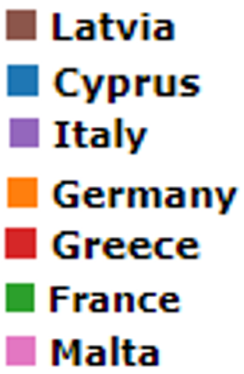 Latvia
Cyprus
Italy
Germany
Greece
France
Malta